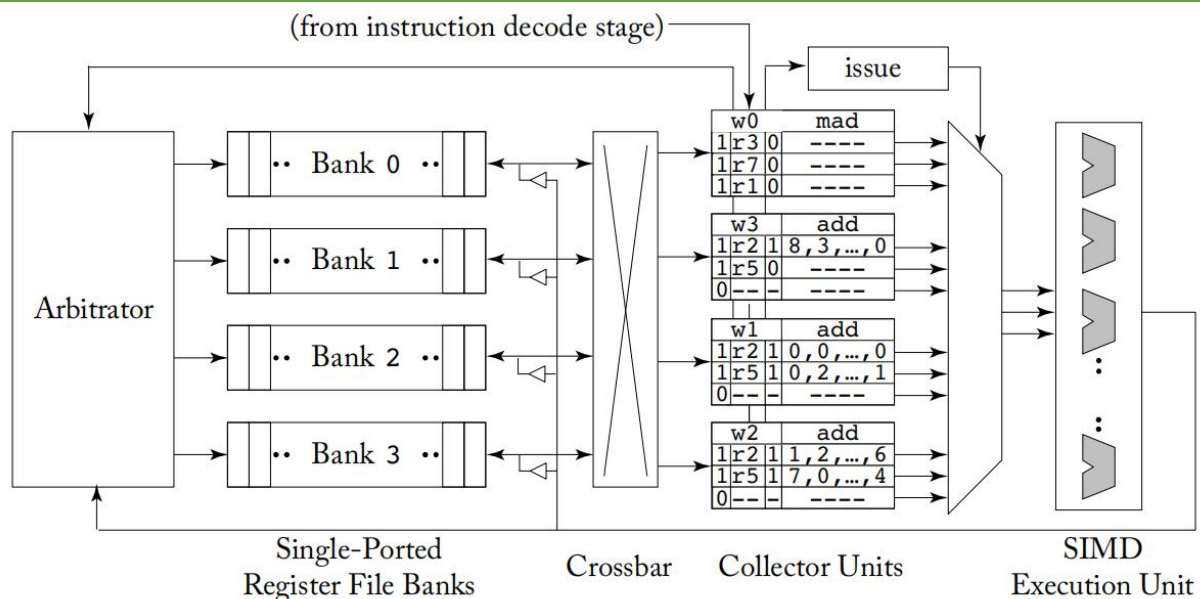 (from instruction decode stage)
issue
Arbitrator
Bank 0
Bank 1
Bank 2
Bank 3
w0 mad
1 r3 0 ----
1 r7 0 ----
1 r1 0 ----
w3 add
1 r2 1 8,3,…,0
1 r5 0 ----
0 -- - ----
w1 add
1 r2 1 0,0,…,0
1 r5 1 0,2,…,1
0 -- - ----
w2 add
1 r2 1 1,2,…,6
1 r5 1 7,0,…,4
0 -- - ----
Single-Ported
Register File Banks
Crossbar
Collector Units
SIMD
Execution Unit